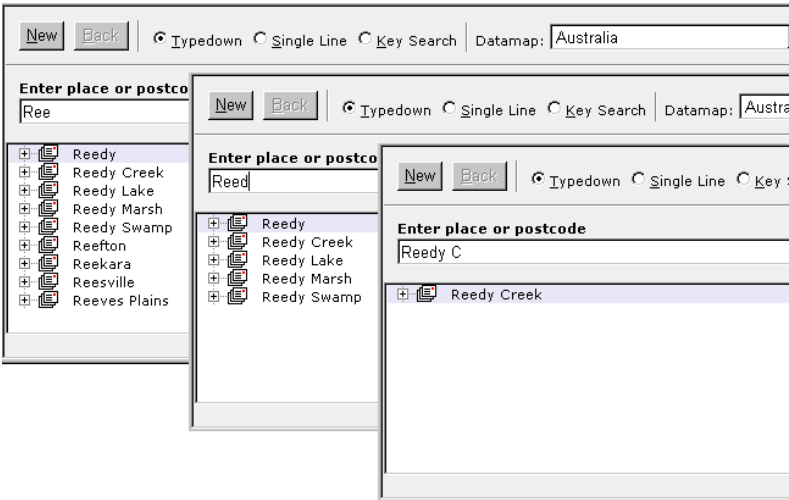 New Back Typedown Single Line Key Search Datamap: Australia
Enter place or postco
Ree
Reedy
Reedy Creek
Reedy Lake
Reedy Marsh
Reedy Swamp
Reefton
Reekara
Reesville
Reeves Plains
New Back Typedown Single Line Key Search Datamap: Austra
Enter place or postco
Reed
Reedy
Reedy Creek
Reedy Lake
Reedy Marsh
Reedy Swamp
New Back Typedown Single Line Key
Enter place or postcode
Reedy C
Reedy Creek